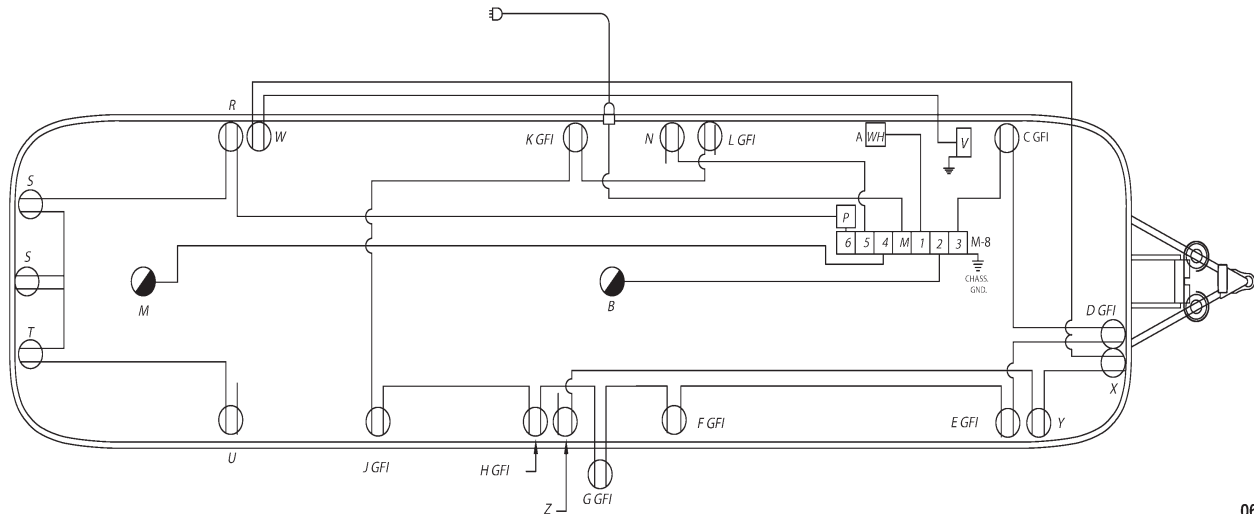 R
W
K GFI
N
L GFI
A
WH
V
C GFI
S
P
6
5
4
M
1
2
3
M-8
CHASS.
GND.
S
M
B
T
D GFI
X
U
J GFI
H GFI
Z
G GFI
F GFI
E GFI
Y
06